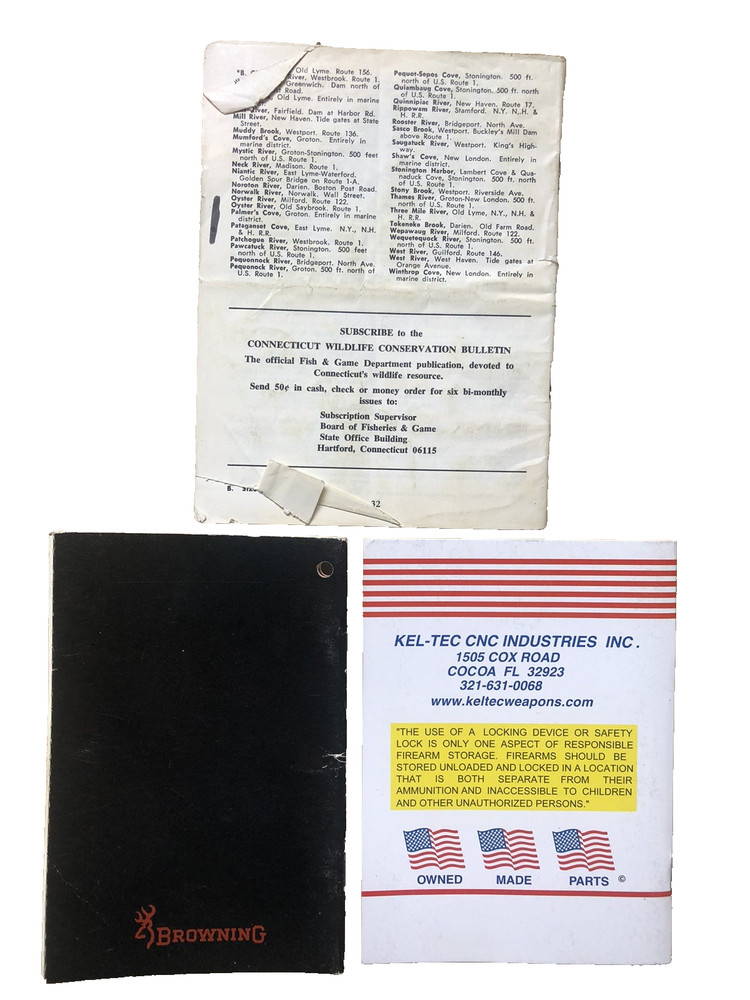 "B. 
Old Lyme. Route 156.
River, Westbrook. Route 1.
Greenwich. Dam north of
Road.
Old Lyme. Entirely in marine
River, Fairfield. Dam at Harbor Rd.
Mill River, New Haven. Tide gates at State
Street.
Muddy Brook, Westport. Route 136.
Mumford's Cove, Groton. Entirely in
marine district.
Mystic River, Groton-Stonington. 500 feet
north of U.S. Route 1.
Neck River, Madison. Route 1.
Niantic River, East Lyme-Waterford.
Golden Spur Bridge on Route 1-A.
Noroton River, Darien. Boston Post Road.
Norwalk River, Norwalk. Wall Street.
Oyster River, Milford. Route 122.
Oyster River, Old Saybrook. Route 1.
Palmer's Cove, Groton. Entirely in marine
district.
Pataganset Cove, East Lyme. N.Y., N.H.
& H. R.R.
Patchogue River, Westbrook. Route 1.
Pawcatuck River, Stonington. 500 feet
north of U.S. Route 1.
Pequonnock River, Bridgeport. North Ave.
Pequonock River, Groton. 500 ft. north of
U.S. Route 1.
Pequot-Sepos Cove, Stonington. 500 ft.
north of U.S. Route 1.
Quiambaug Cove, Stonington. 500 ft. north
of U.S. Route 1.
Quinnipiac River, New Haven. Route 17.
Rippowam River, Stamford. N.Y. N.H. &
H. R.R.
Rooster River, Bridgeport. North Ave.
Sasco Brook, Westport. Buckley's Mill Dam
above Route 1.
Saugatuck River, Westport. King's High-
way.
Shaw's Cove, New London. Entirely in
marine district.
Stonington Harbor, Lambert Cove & Qua-
naduck Cove, Stonington. 500 ft. north
of U.S. Route 1.
Stony Brook, Westport. Riverside Ave.
Thames River, Groton-New London. 500 ft.
north of U.S. Route 1.
Three Mile River, Old Lyme, N.Y., N.H. &
H. R.R.
Tokeneke Brook, Darien. Old Farm Road.
Wepawaug River, Milford. Route 122.
Wequetequock River, Stonington. 500 ft.
north of U.S. Route 1.
West River, Guilford. Route 146.
West River, West Haven. Tide gates at
Orange Avenue.
Winthrop Cove, New London. Entirely in
marine district.
SUBSCRIBE to the
CONNECTICUT WILDLIFE CONSERVATION BULLETIN
The official Fish & Game Department publication, devoted to
Connecticut's wildlife resource.
Send 50¢ in cash, check or money order for six bi-monthly
issues to:
Subscription Supervisor
Board of Fisheries & Game
State Office Building
Hartford, Connecticut 06115
B.
32
BROWNING
KEL-TEC CNC INDUSTRIES INC.
1505 COX ROAD
COCOA FL 32923
321-631-0068
www.keltecweapons.com
"THE USE OF A LOCKING DEVICE OR SAFETY
LOCK IS ONLY ONE ASPECT OF RESPONSIBLE
FIREARM STORAGE. FIREARMS SHOULD BE
STORED UNLOADED AND LOCKED IN A LOCATION
THAT IS BOTH SEPARATE FROM THEIR
AMMUNITION AND INACCESSIBLE TO CHILDREN
AND OTHER UNAUTHORIZED PERSONS."
OWNED MADE PARTS ©